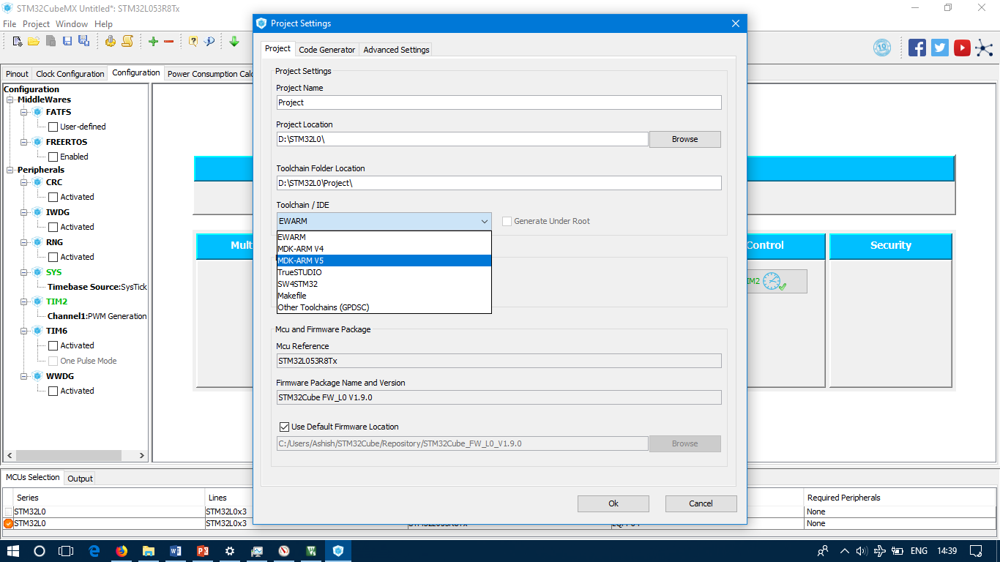 STM32CubeMX Untitled*: STM32L053R8Tx
File Project Window Help
Pinout Clock Configuration Configuration Power Consumption Calc
Configuration
MiddleWares
FATFS
User-defined
FREERTOS
Enabled
Peripherals
CRC
Activated
IWDG
Activated
RNG
Activated
SYS
Timebase Source:SysTick
TIM2
Channel1:PWM Generation
TIM6
Activated
One Pulse Mode
WWDG
Activated
Control
Security
Project Settings
Project Code Generator Advanced Settings
Project Settings
Project Name
Project
Project Location
D:\STM32L0\ Browse
Toolchain Folder Location
D:\STM32L0\Project\
Toolchain / IDE
EWARM Generate Under Root
EWARM
MDK-ARM V4
MDK-ARM V5
TrueSTUDIO
SW4STM32
Makefile
Other Toolchains (GPDSC)
Mcu and Firmware Package
Mcu Reference
STM32L053R8Tx
Firmware Package Name and Version
STM32Cube FW_L0 V1.9.0
Use Default Firmware Location
C:/Users/Ashish/STM32Cube/Repository/STM32Cube_FW_L0_V1.9.0 Browse
Ok Cancel
MCUs Selection Output
Series Lines Required Peripherals
STM32L0 STM32L0x3 None
STM32L0 STM32L0x3 None
ENG 14:39